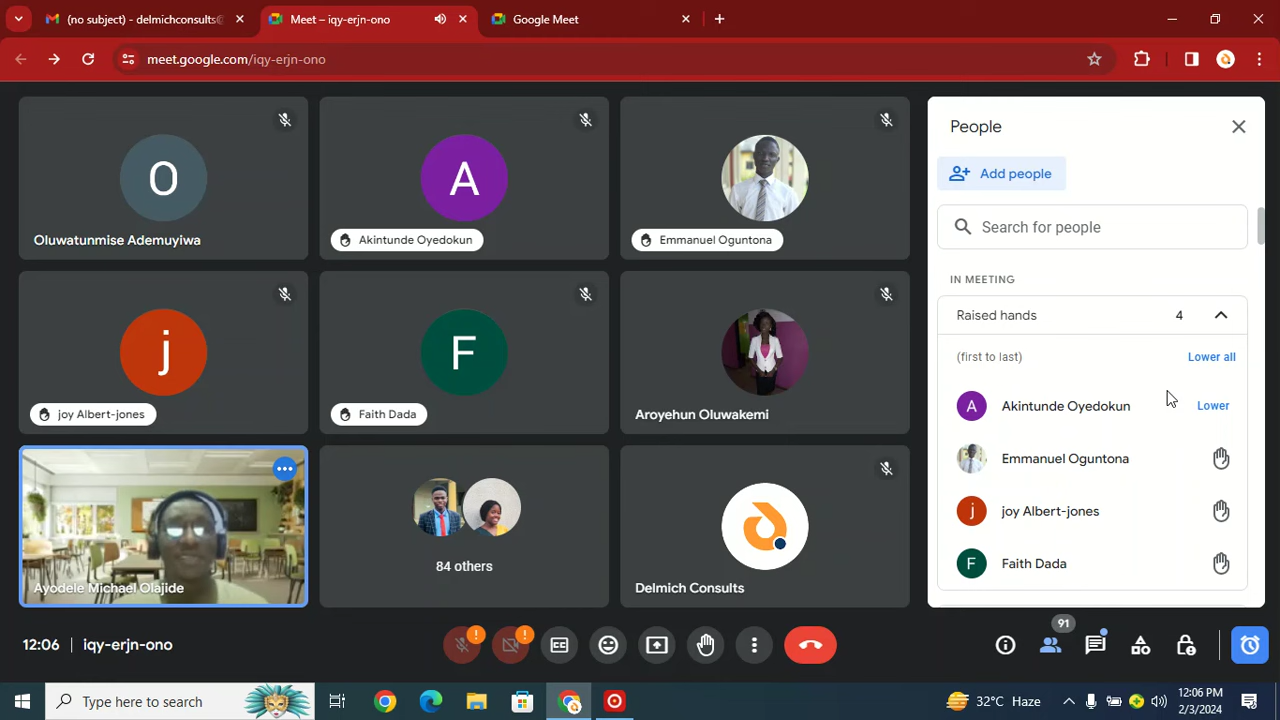 (no subject) - delmichconsults@
Meet – iqy-erjn-ono
Google Meet
meet.google.com/iqy-erjn-ono
O
Oluwatunmise Ademuyiwa
A
Akintunde Oyedokun
Emmanuel Oguntona
j
joy Albert-jones
F
Faith Dada
Aroyehun Oluwakemi
Ayodele Michael Olajide
84 others
Delmich Consults
People
Add people
Search for people
IN MEETING
Raised hands 4
(first to last) Lower all
A Akintunde Oyedokun Lower
Emmanuel Oguntona
j joy Albert-jones
F Faith Dada
12:06 iqy-erjn-ono
91
Type here to search
32°C Haze
12:06 PM
2/3/2024